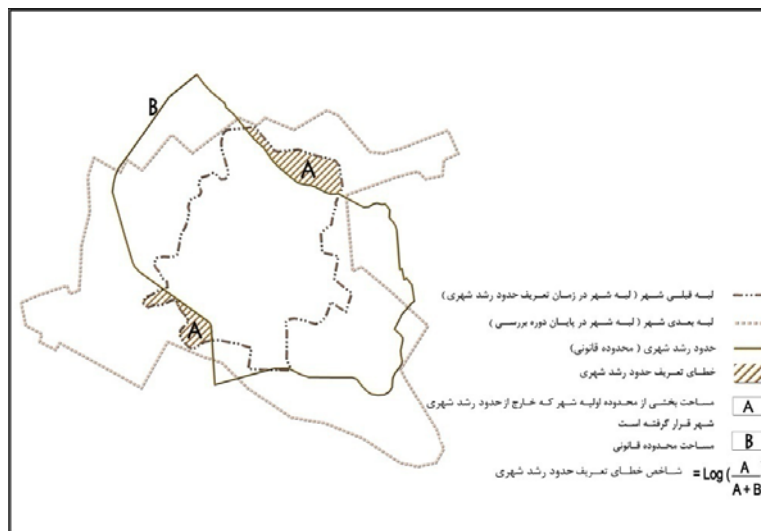 B
A
A
لبه قبلی شهر ( لبه شهر در زمان تعریف حدود رشد شهری )
لبه بعدی شهر ( لبه شهر در پایان دوره بررسی )
حدود رشد شهری ( محدوده قانونی)
خطای تعریف حدود رشد شهری
A مساحت بخشی از محدوده اولیه شهر که خارج از حدود رشد شهری
شهر قرار گرفته است
B مساحت محدوده قانونی
شاخص خطای تعریف حدود رشد شهری = Log (A / A + B